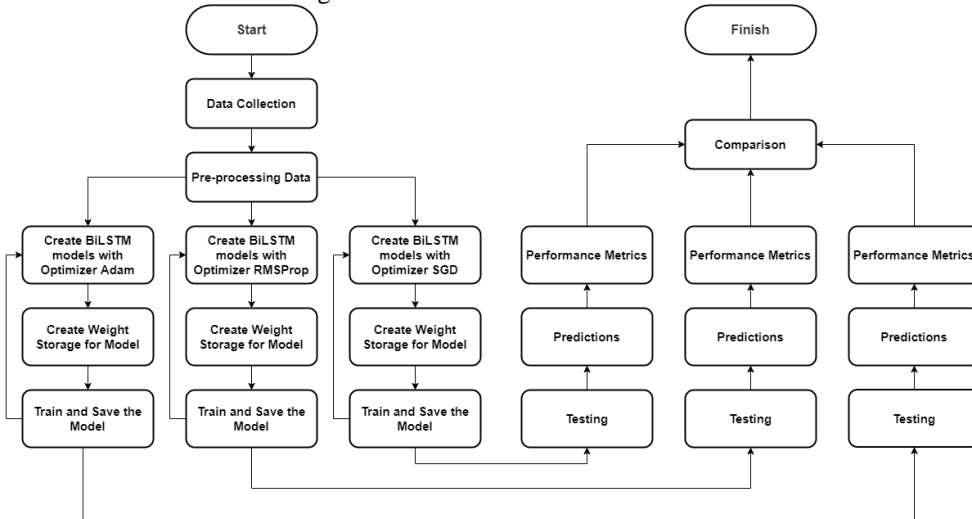 Start
Finish
Data Collection
Comparison
Pre-processing Data
Create BiLSTM
models with
Optimizer Adam
Create BiLSTM
models with
Optimizer RMSProp
Create BiLSTM
models with
Optimizer SGD
Performance Metrics
Performance Metrics
Performance Metrics
Create Weight
Storage for Model
Create Weight
Storage for Model
Create Weight
Storage for Model
Predictions
Predictions
Predictions
Train and Save the
Model
Train and Save the
Model
Train and Save the
Model
Testing
Testing
Testing